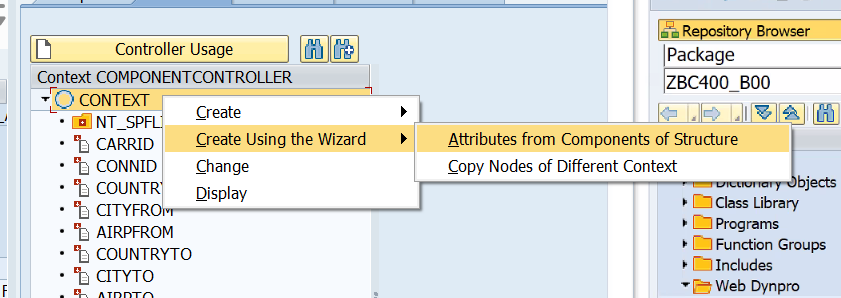 Controller Usage
Context COMPONENTCONTROLLER
CONTEXT
CARRID
CONNID
CITYFROM
AIRPFROM
COUNTRYTO
CITYTO
AIRPTO
Create
Create Using the Wizard
Change
Display
Attributes from Components of Structure
Copy Nodes of Different Context
Repository Browser
Package
ZBC400_B00
Dictionary Objects
Class Library
Programs
Function Groups
Includes
Web Dynpro